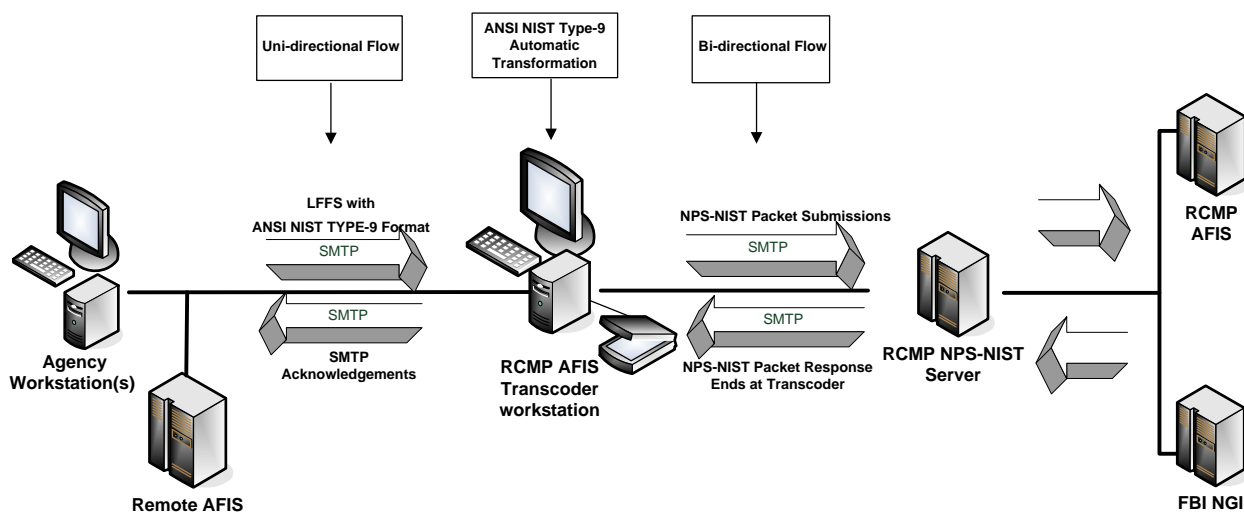 Uni-directional Flow
ANSI NIST Type-9
Automatic
Transformation
Bi-directional Flow
LFFS with
ANSI NIST TYPE-9 Format
SMTP
SMTP
SMTP
Acknowledgements
NPS-NIST Packet Submissions
SMTP
SMTP
NPS-NIST Packet Response
Ends at Transcoder
Agency
Workstation(s)
Remote AFIS
RCMP AFIS
Transcoder
workstation
RCMP NPS-NIST
Server
RCMP
AFIS
FBI NGI